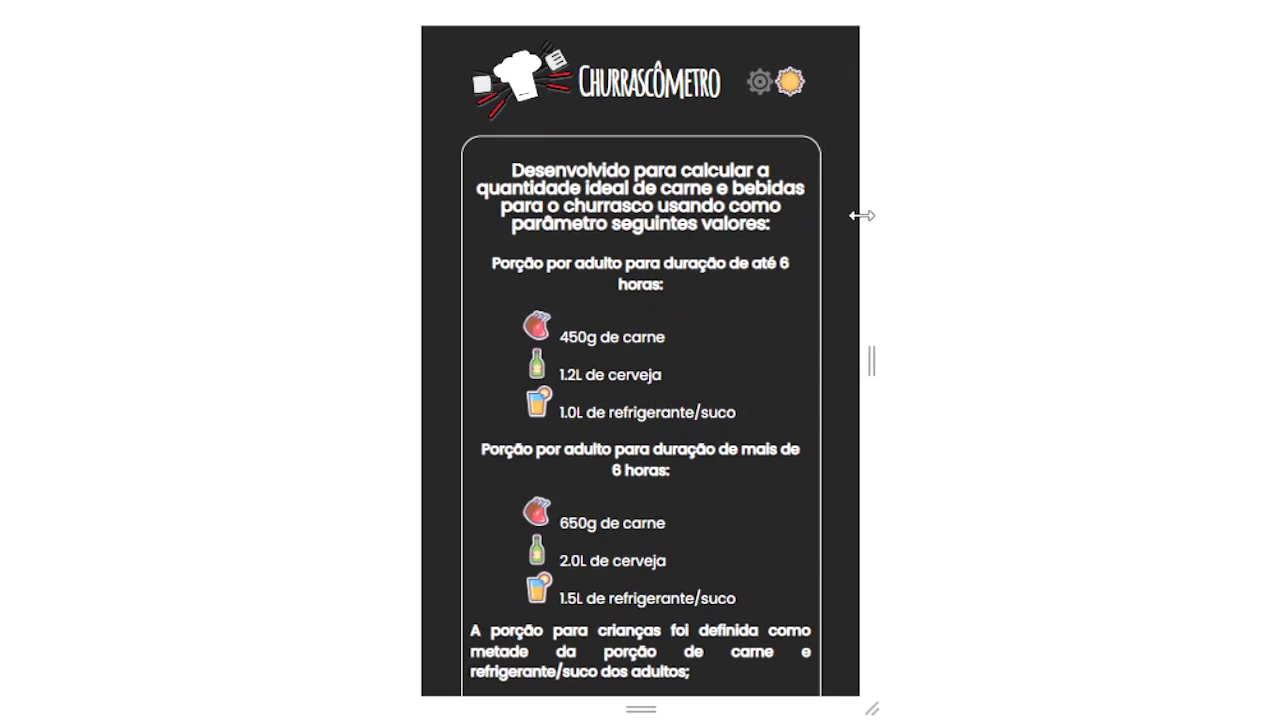 CHURRASCÔMETRO
Desenvolvido para calcular a
quantidade ideal de carne e bebidas
para o churrasco usando como
parâmetro seguintes valores:
Porção por adulto para duração de até 6
horas:
450g de carne
1.2L de cerveja
1.0L de refrigerante/suco
Porção por adulto para duração de mais de
6 horas:
650g de carne
2.0L de cerveja
1.5L de refrigerante/suco
A porção para crianças foi definida como
metade da porção de carne e
refrigerante/suco dos adultos;